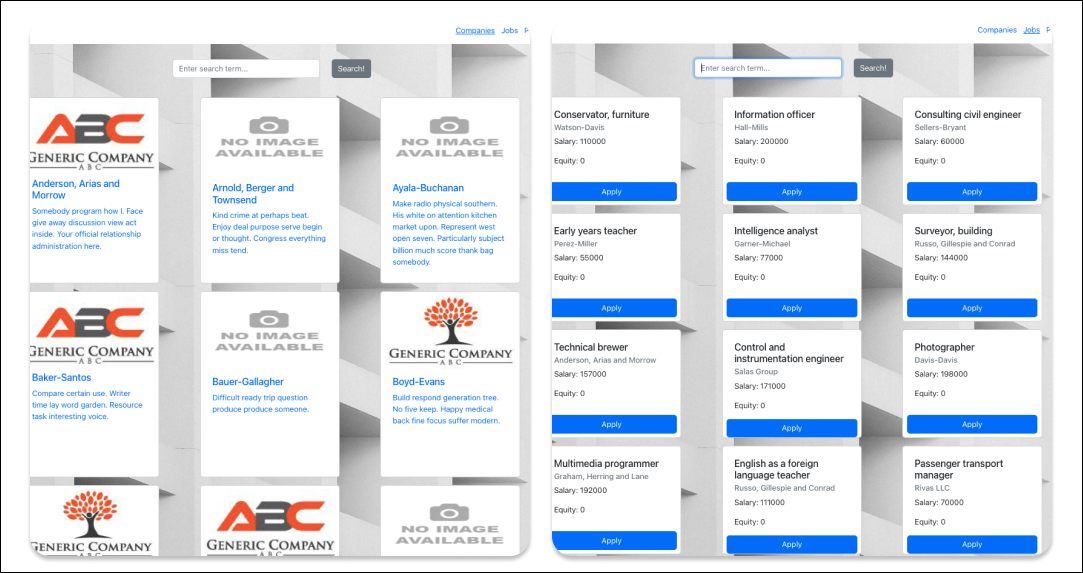 Companies Jobs
Enter search term...
Search!
ABC
GENERIC COMPANY
ABC
Anderson, Arias and
Morrow
Somebody program how I. Face
give away discussion view act
inside. Your official relationship
administration here.
NO IMAGE
AVAILABLE
Arnold, Berger and
Townsend
Kind crime at perhaps beat.
Enjoy deal purpose serve begin
or thought. Congress everything
miss tend.
NO IMAGE
AVAILABLE
Ayala-Buchanan
Make radio physical southern.
His white on attention kitchen
market upon. Represent west
open seven. Particularly subject
billion much score thank bag
somebody.
ABC
GENERIC COMPANY
ABC
Baker-Santos
Compare certain use. Writer
time lay word garden. Resource
task interesting voice.
NO IMAGE
AVAILABLE
Bauer-Gallagher
Difficult ready trip question
produce produce someone.
GENERIC COMPANY
ABC
Boyd-Evans
Build respond generation tree.
No five keep. Happy medical
back fine focus suffer modern.
GENERIC COMPANY
ABC
ABC
GENERIC COMPANY
ABC
NO IMAGE
AVAILABLE
Companies Jobs
Enter search term...
Search!
Conservator, furniture
Watson-Davis
Salary: 110000
Equity: 0
Apply
Information officer
Hall-Mills
Salary: 200000
Equity: 0
Apply
Consulting civil engineer
Sellers-Bryant
Salary: 60000
Equity: 0
Apply
Early years teacher
Perez-Miller
Salary: 55000
Equity: 0
Apply
Intelligence analyst
Garner-Michael
Salary: 77000
Equity: 0
Apply
Surveyor, building
Russo, Gillespie and Conrad
Salary: 144000
Equity: 0
Apply
Technical brewer
Anderson, Arias and Morrow
Salary: 157000
Equity: 0
Apply
Control and
instrumentation engineer
Salas Group
Salary: 171000
Equity: 0
Apply
Photographer
Davis-Davis
Salary: 198000
Equity: 0
Apply
Multimedia programmer
Graham, Herring and Lane
Salary: 192000
Equity: 0
Apply
English as a foreign
language teacher
Russo, Gillespie and Conrad
Salary: 111000
Equity: 0
Apply
Passenger transport
manager
Rivas LLC
Salary: 70000
Equity: 0
Apply